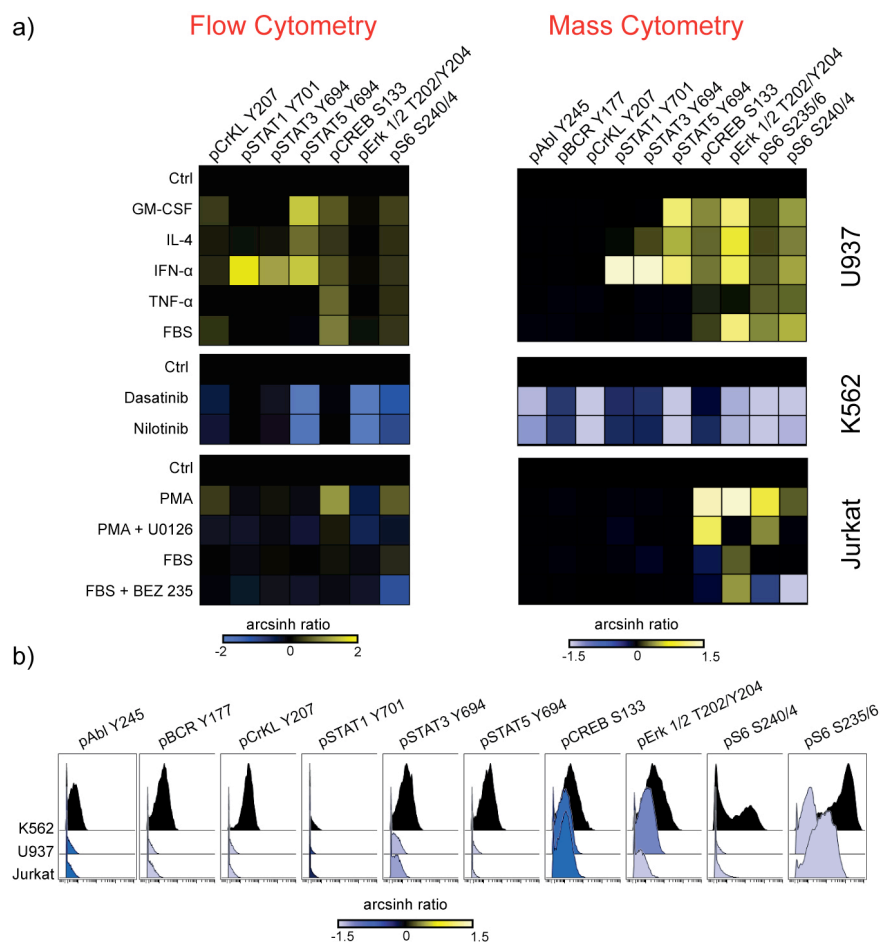 a)
Flow Cytometry
Mass Cytometry
pCrKL Y207
pSTAT1 Y701
pSTAT3 Y694
pSTAT5 Y694
pCREB S133
pErk 1/2 T202/Y204
pS6 S240/4
pAbl Y245
pBCR Y177
pCrKL Y207
pSTAT1 Y701
pSTAT3 Y694
pSTAT5 Y694
pCREB S133
pErk 1/2 T202/Y204
pS6 S235/6
pS6 S240/4
Ctrl
GM-CSF
IL-4
IFN-α
TNF-α
FBS
U937
Ctrl
Dasatinib
Nilotinib
K562
Ctrl
PMA
PMA + U0126
FBS
FBS + BEZ 235
Jurkat
arcsinh ratio
-2 0 2
arcsinh ratio
-1.5 0 1.5
b)
pAbl Y245
pBCR Y177
pCrKL Y207
pSTAT1 Y701
pSTAT3 Y694
pSTAT5 Y694
pCREB S133
pErk 1/2 T202/Y204
pS6 S240/4
pS6 S235/6
K562
U937
Jurkat
arcsinh ratio
-1.5 0 1.5